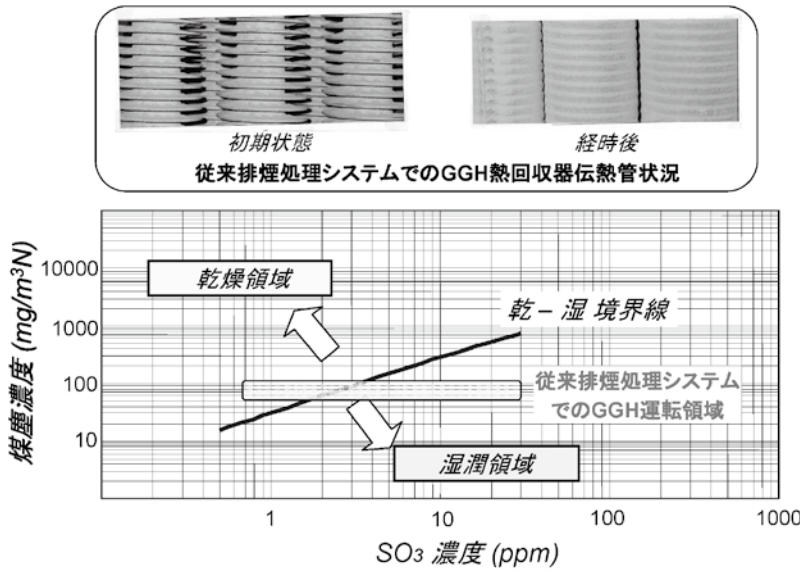 初期状態
経時後
従来排煙処理システムでのGGH熱回収器伝熱管状況
10000
1000
100
10
煤塵濃度 (mg/m³N)
乾燥領域
乾 – 湿 境界線
従来排煙処理システム
でのGGH運転領域
湿潤領域
1
10
100
1000
SO₃ 濃度 (ppm)